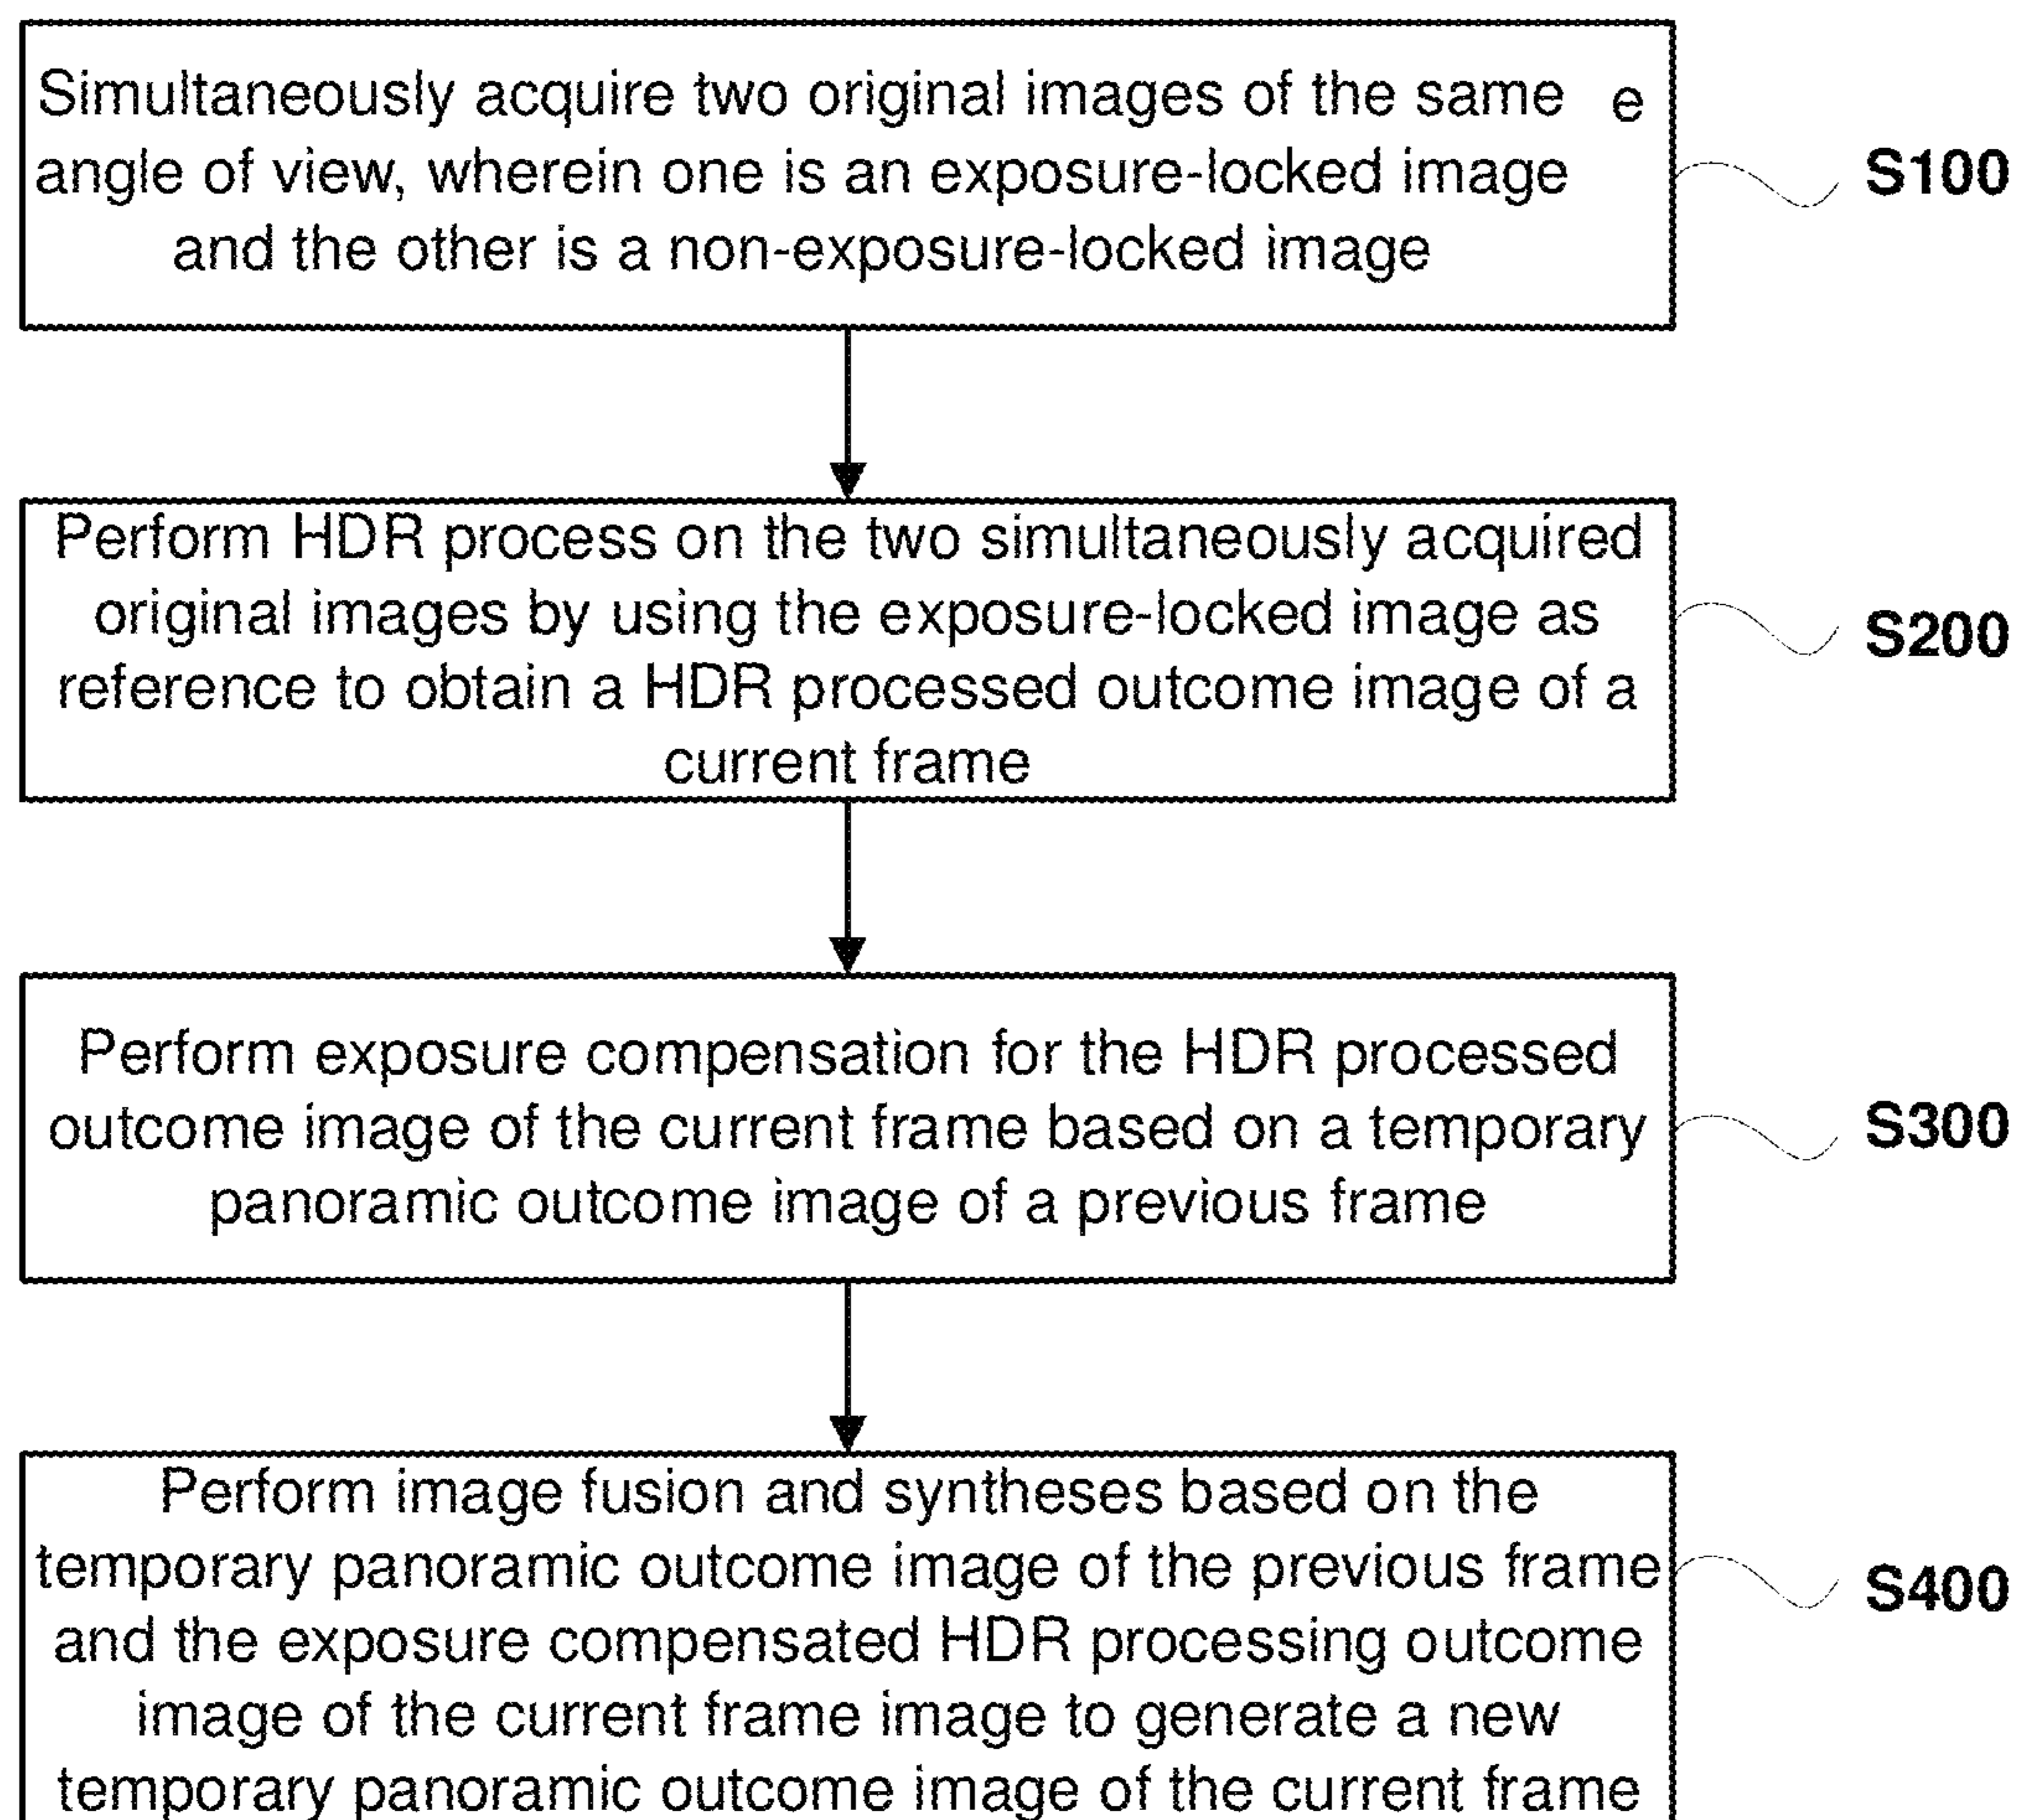 Simultaneously acquire two original images of the same e
angle of view, wherein one is an exposure-locked image
and the other is a non-exposure-locked image
S100
Perform HDR process on the two simultaneously acquired
original images by using the exposure-locked image as
reference to obtain a HDR processed outcome image of a
current frame
S200
Perform exposure compensation for the HDR processed
outcome image of the current frame based on a temporary
panoramic outcome image of a previous frame
S300
Perform image fusion and syntheses based on the
temporary panoramic outcome image of the previous frame
and the exposure compensated HDR processing outcome
image of the current frame image to generate a new
temporary panoramic outcome image of the current frame
S400